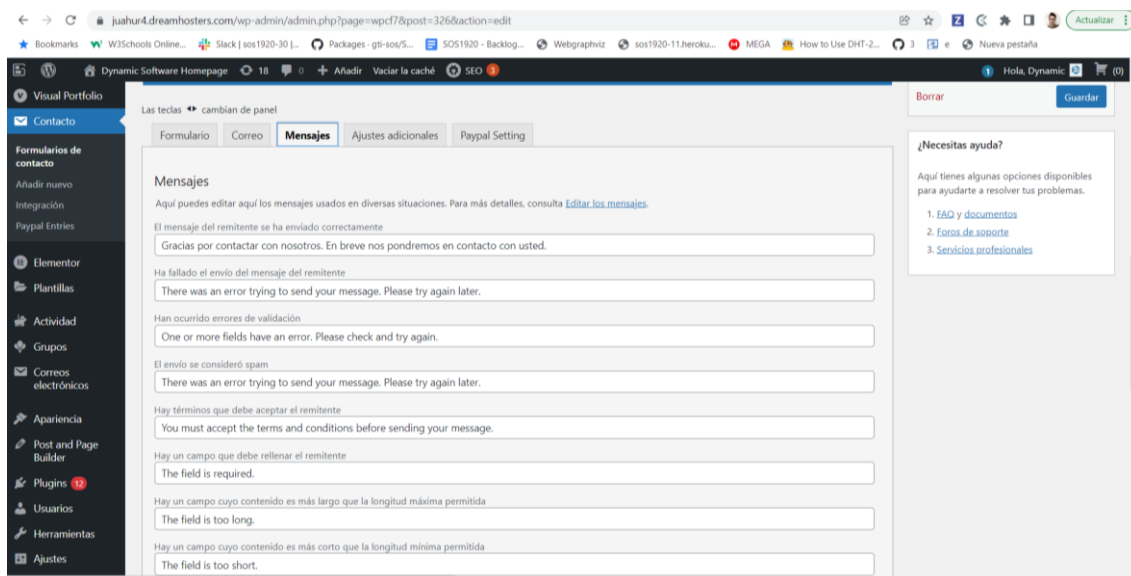 juahur4.dreamhosters.com/wp-admin/admin.php?page=wpcf7&post=326&action=edit
Actualizar
Bookmarks W3Schools Online... Slack | sos1920-30 |... Packages - gti-sos/S... SOS1920 - Backlog... Webgraphviz sos1920-11.heroku... MEGA How to Use DHT-2... 3 e Nueva pestaña
Dynamic Software Homepage 18 0 Añadir Vaciar la caché SEO 3 1 Hola, Dynamic (0)
Visual Portfolio
Contacto
Formularios de
contacto
Añadir nuevo
Integración
Paypal Entries
Elementor
Plantillas
Actividad
Grupos
Correos
electrónicos
Apariencia
Post and Page
Builder
Plugins 12
Usuarios
Herramientas
Ajustes
Las teclas ◂▸ cambian de panel
Formulario Correo Mensajes Ajustes adicionales Paypal Setting
Mensajes
Aquí puedes editar aquí los mensajes usados en diversas situaciones. Para más detalles, consulta Editar los mensajes.
El mensaje del remitente se ha enviado correctamente
Gracias por contactar con nosotros. En breve nos pondremos en contacto con usted.
Ha fallado el envío del mensaje del remitente
There was an error trying to send your message. Please try again later.
Han ocurrido errores de validación
One or more fields have an error. Please check and try again.
El envío se consideró spam
There was an error trying to send your message. Please try again later.
Hay términos que debe aceptar el remitente
You must accept the terms and conditions before sending your message.
Hay un campo que debe rellenar el remitente
The field is required.
Hay un campo cuyo contenido es más largo que la longitud máxima permitida
The field is too long.
Hay un campo cuyo contenido es más corto que la longitud mínima permitida
The field is too short.
Borrar Guardar
¿Necesitas ayuda?
Aquí tienes algunas opciones disponibles
para ayudarte a resolver tus problemas.
1. FAQ y documentos
2. Foros de soporte
3. Servicios profesionales